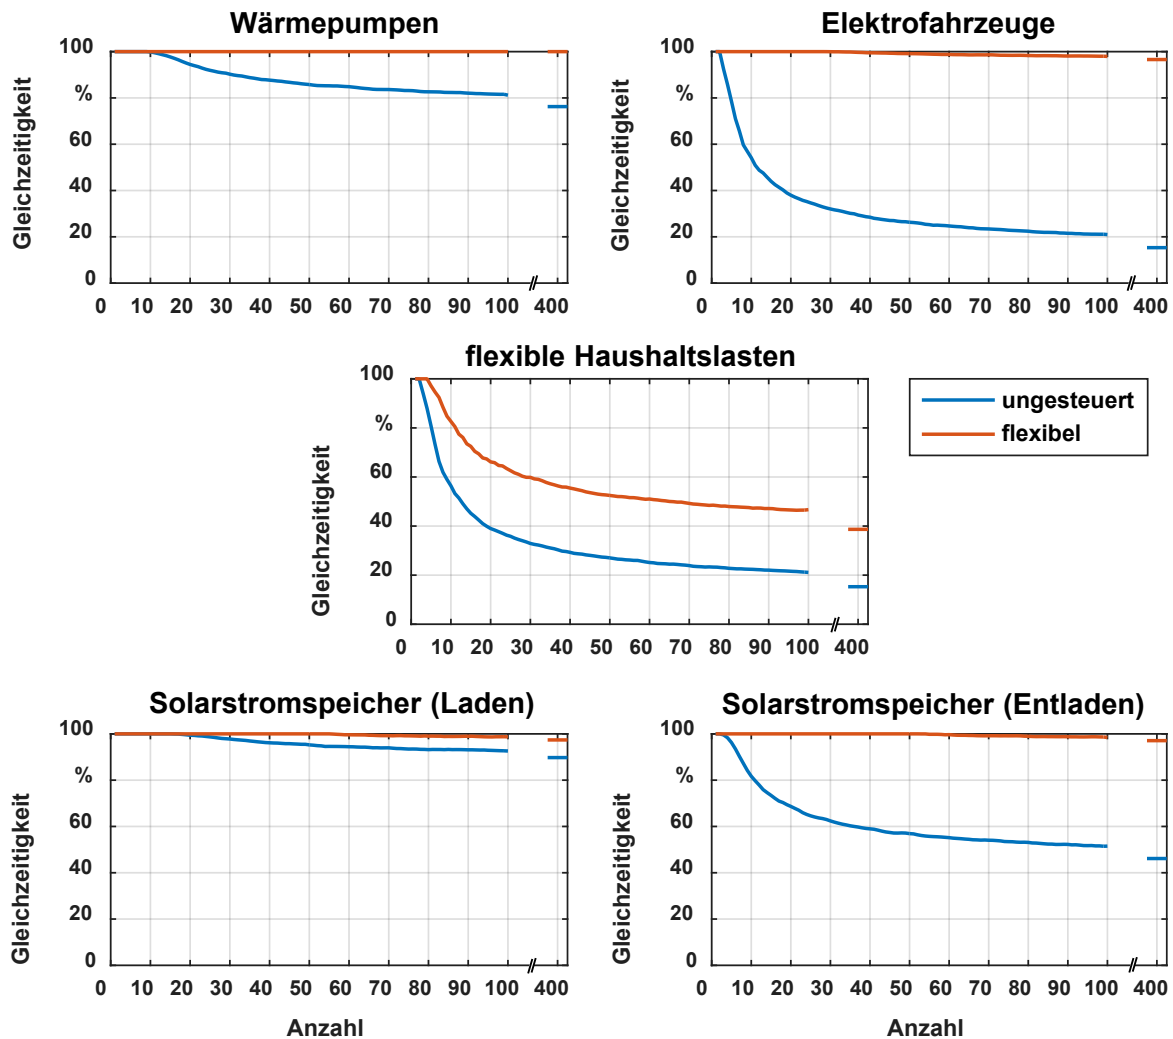 Wärmepumpen
Gleichzeitigkeit
100
%
60
40
20
0
0 10 20 30 40 50 60 70 80 90 100 400
Elektrofahrzeuge
Gleichzeitigkeit
100
%
60
40
20
0
0 10 20 30 40 50 60 70 80 90 100 400
flexible Haushaltslasten
Gleichzeitigkeit
100
%
60
40
20
0
0 10 20 30 40 50 60 70 80 90 100 400
ungesteuert
flexibel
Solarstromspeicher (Laden)
Gleichzeitigkeit
100
%
60
40
20
0
0 10 20 30 40 50 60 70 80 90 100 400
Anzahl
Solarstromspeicher (Entladen)
Gleichzeitigkeit
100
%
60
40
20
0
0 10 20 30 40 50 60 70 80 90 100 400
Anzahl